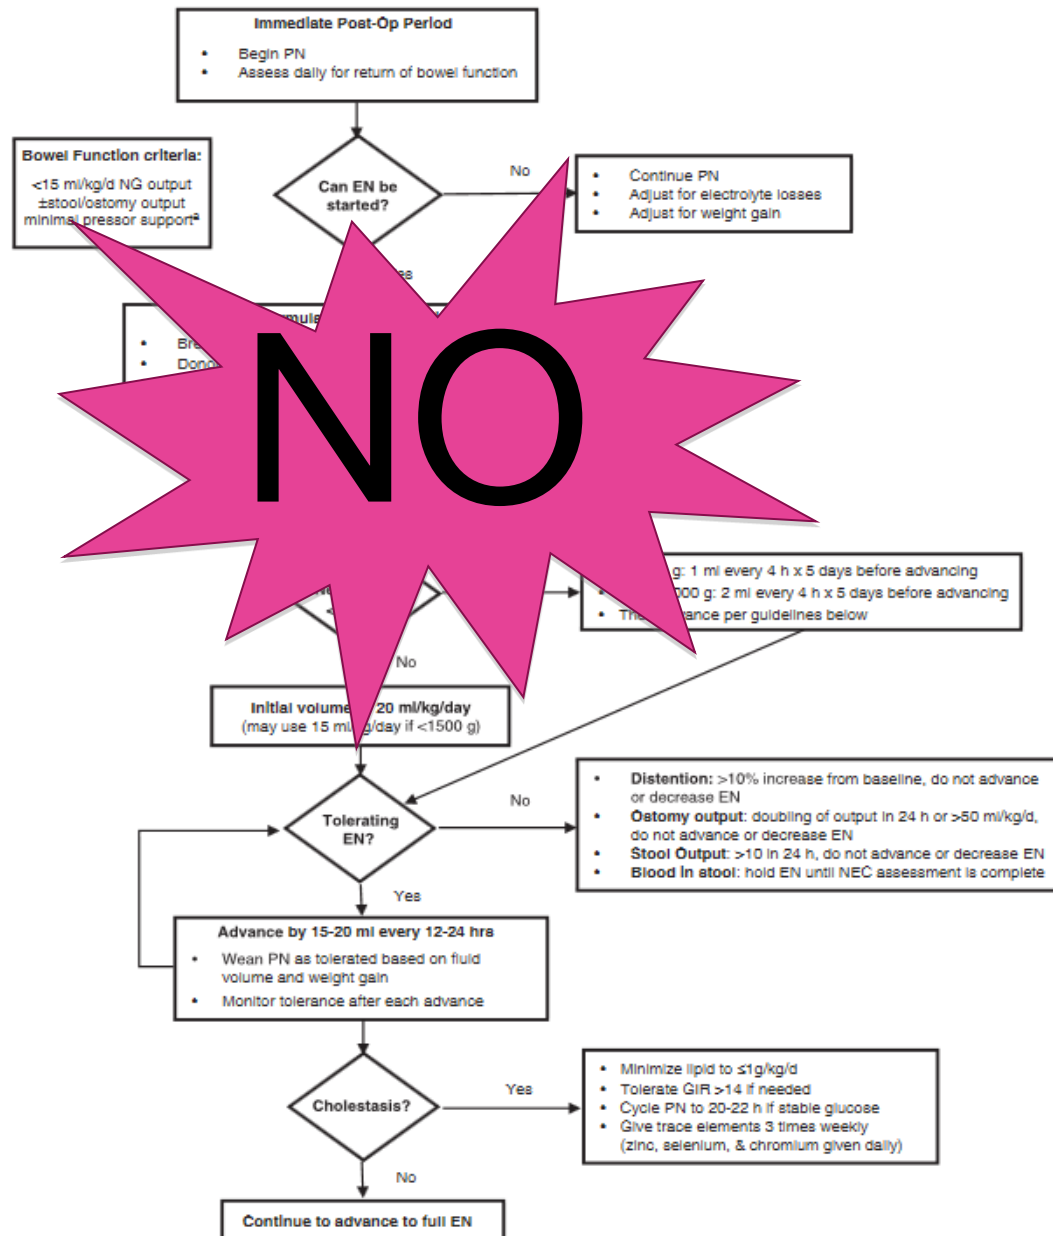 Immediate Post-Op Period
• Begin PN
• Assess daily for return of bowel function
Bowel Function criteria:
<15 ml/kg/d NG output
±stool/ostomy output
minimal pressor support
Can EN be
started?
No
• Continue PN
• Adjust for electrolyte losses
• Adjust for weight gain
NO
g: 1 ml every 4 h x 5 days before advancing
000 g: 2 ml every 4 h x 5 days before advancing
per guidelines below
No
Initial volume 20 ml/kg/day
(may use 15 /day if <1500 g)
Tolerating
EN?
No
• Distention: >10% increase from baseline, do not advance
or decrease EN
• Ostomy output: doubling of output in 24 h or >50 ml/kg/d,
do not advance or decrease EN
• Stool Output: >10 in 24 h, do not advance or decrease EN
• Blood in stool: hold EN until NEC assessment is complete
Yes
Advance by 15-20 ml every 12-24 hrs
• Wean PN as tolerated based on fluid
volume and weight gain
• Monitor tolerance after each advance
Cholestasis?
Yes
• Minimize lipid to ≤1g/kg/d
• Tolerate GIR >14 if needed
• Cycle PN to 20-22 h if stable glucose
• Give trace elements 3 times weekly
(zinc, selenium, & chromium given daily)
No
Continue to advance to full EN